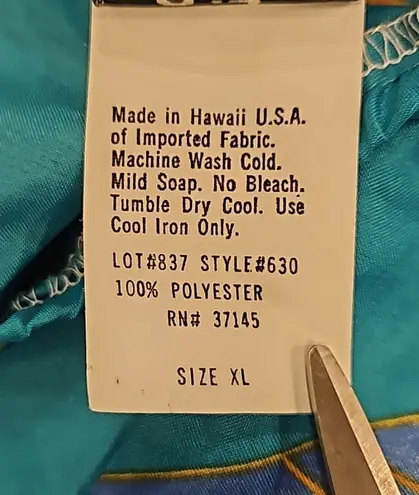 Made in Hawaii U.S.A.
of Imported Fabric.
Machine Wash Cold.
Mild Soap. No Bleach.
Tumble Dry Cool. Use
Cool Iron Only.
LOT#837 STYLE#630
100% POLYESTER
RN# 37145
SIZE XL